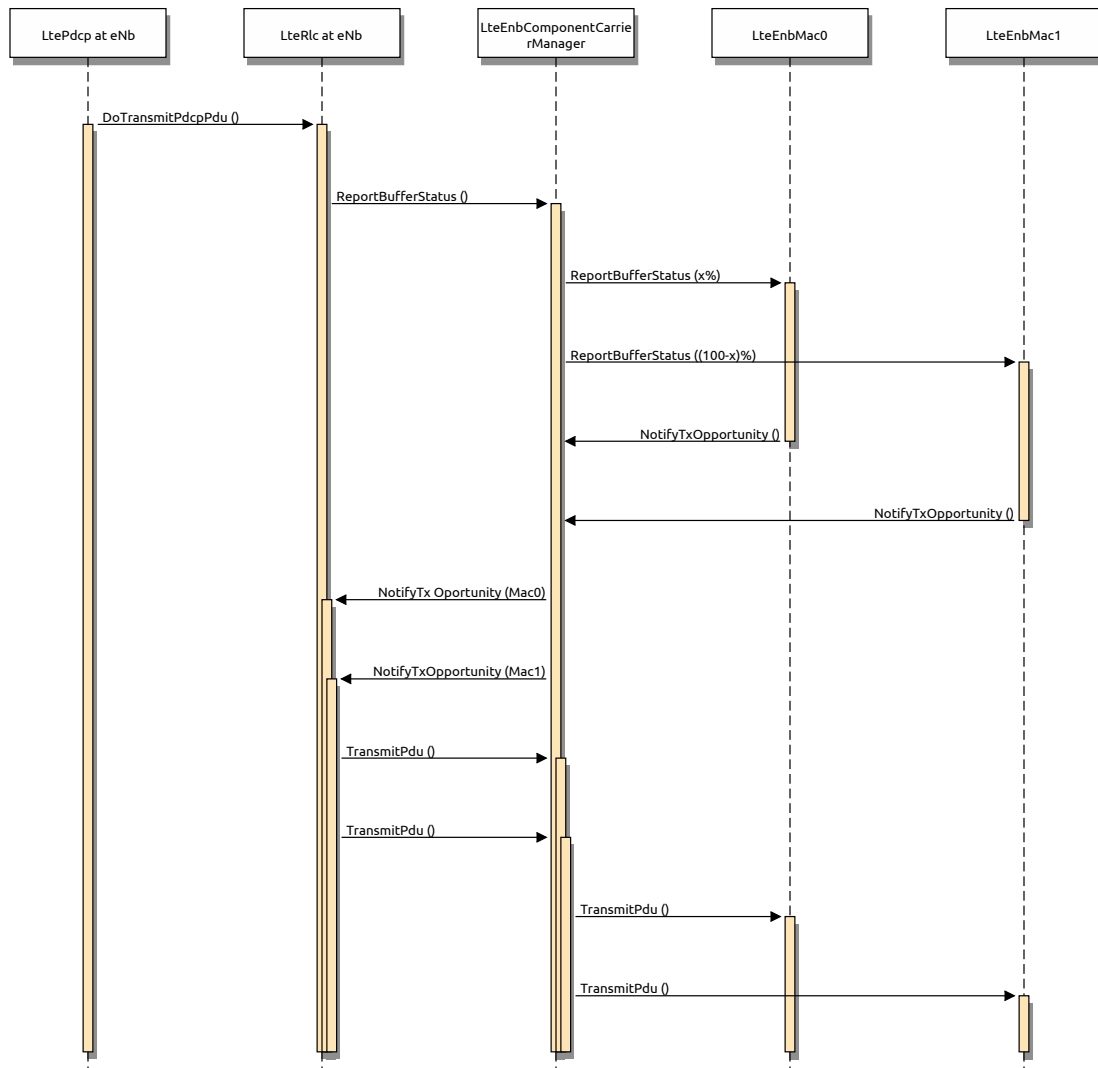 LtePdcp at eNb
LteRlc at eNb
LteEnbComponentCarrie
rManager
LteEnbMac0
LteEnbMac1
DoTransmitPdcpPdu ()
ReportBufferStatus ()
ReportBufferStatus (x%)
ReportBufferStatus ((100-x)%)
NotifyTxOpportunity ()
NotifyTxOpportunity ()
NotifyTx Oportunity (Mac0)
NotifyTxOpportunity (Mac1)
TransmitPdu ()
TransmitPdu ()
TransmitPdu ()
TransmitPdu ()